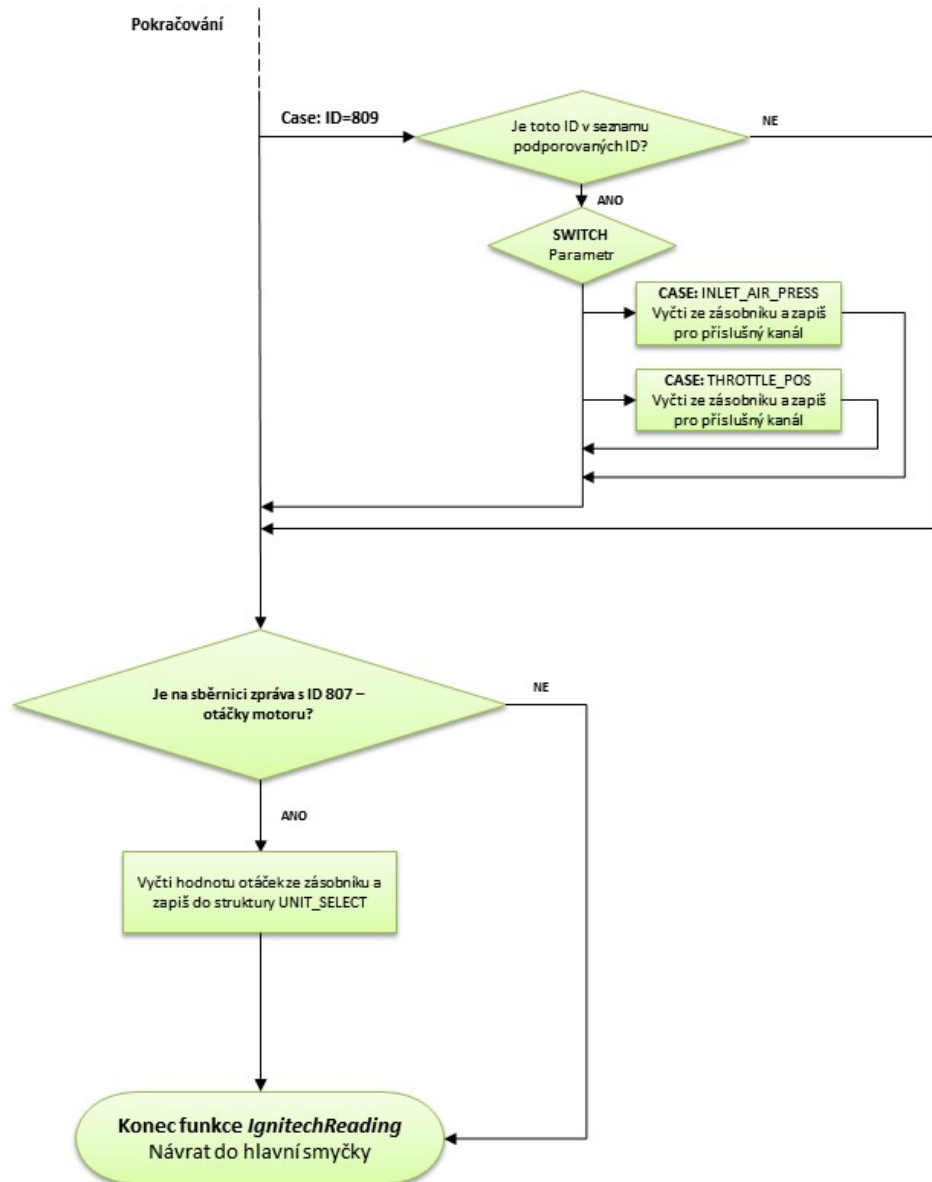 Pokračování
Case: ID=809
Je toto ID v seznamu
podporovaných ID?
NE
ANO
SWITCH
Parametr
CASE: INLET_AIR_PRESS
Vyčti ze zásobníku a zapiš
pro příslušný kanál
CASE: THROTTLE_POS
Vyčti ze zásobníku a zapiš
pro příslušný kanál
Je na sběrnici zpráva s ID 807 –
otáčky motoru?
NE
ANO
Vyčti hodnotu otáček ze zásobníku a
zapiš do struktury UNIT_SELECT
Konec funkce IgnitechReading
Návrat do hlavní smyčky